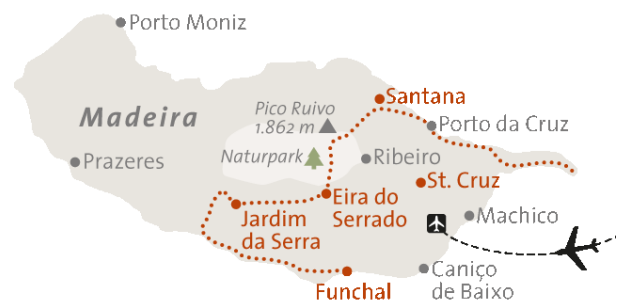 Porto Moniz
Santana
Madeira
Pico Ruivo
1.862 m
Porto da Cruz
Naturpark
Ribeiro
Prazeres
St. Cruz
Eira do
Serrado
Jardim
da Serra
Machico
Caniço
de Baixo
Funchal